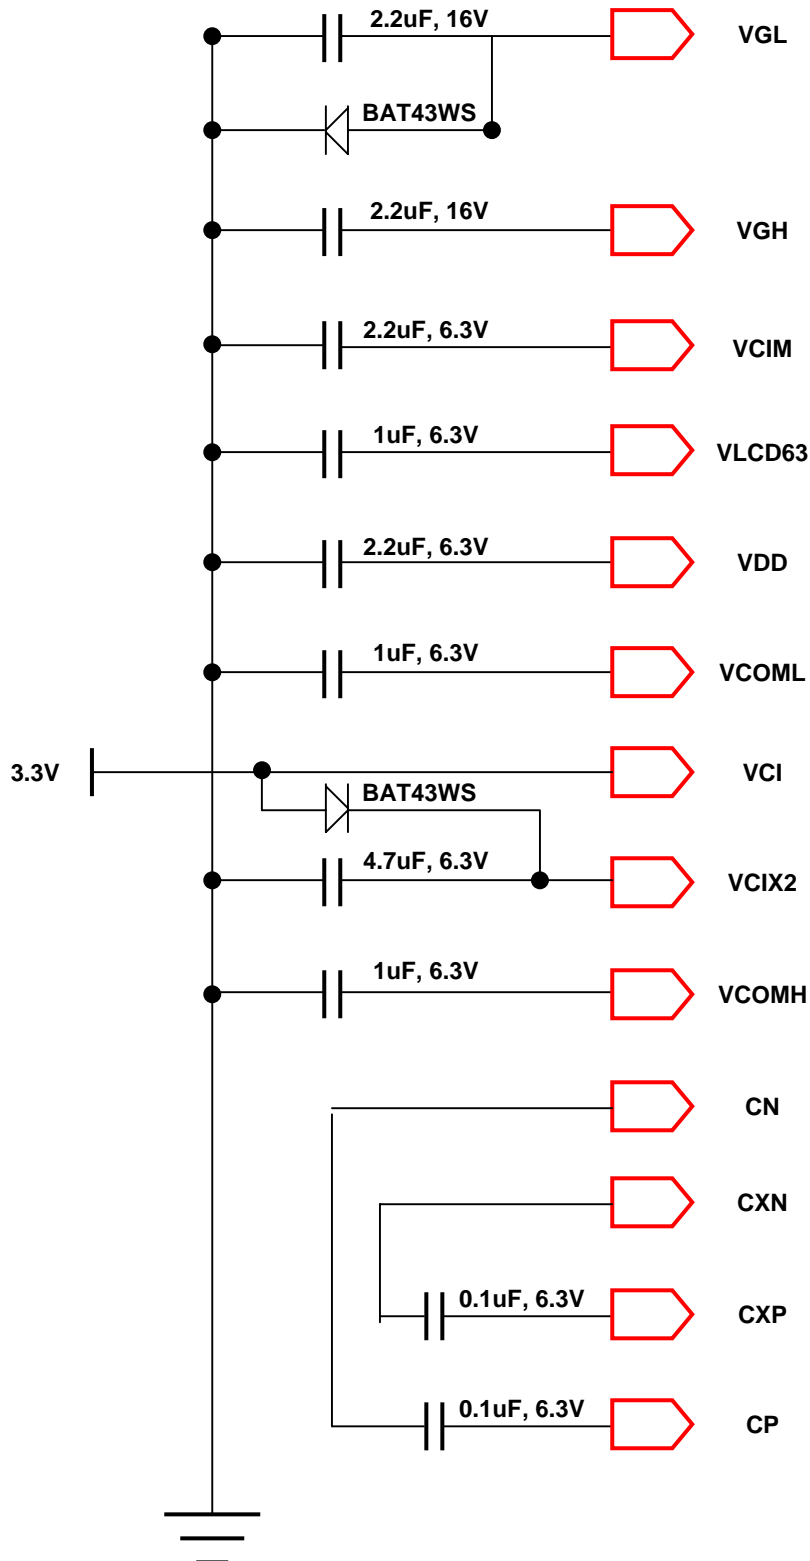 2.2uF, 16V
VGL
BAT43WS
2.2uF, 16V
VGH
2.2uF, 6.3V
VCIM
1uF, 6.3V
VLCD63
2.2uF, 6.3V
VDD
1uF, 6.3V
VCOML
3.3V
VCI
BAT43WS
4.7uF, 6.3V
VCIX2
1uF, 6.3V
VCOMH
CN
CXN
0.1uF, 6.3V
CXP
0.1uF, 6.3V
CP